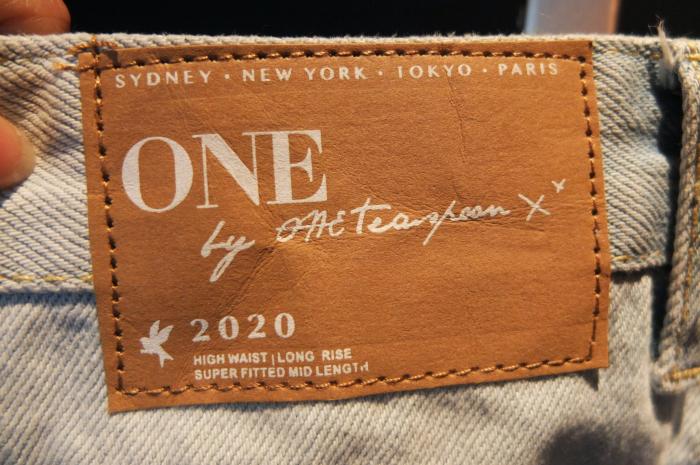 SYDNEY · NEW YORK · TOKYO · PARIS
ONE
by One Teaspoon X x
2020
HIGH WAIST | LONG RISE
SUPER FITTED MID LENGTH